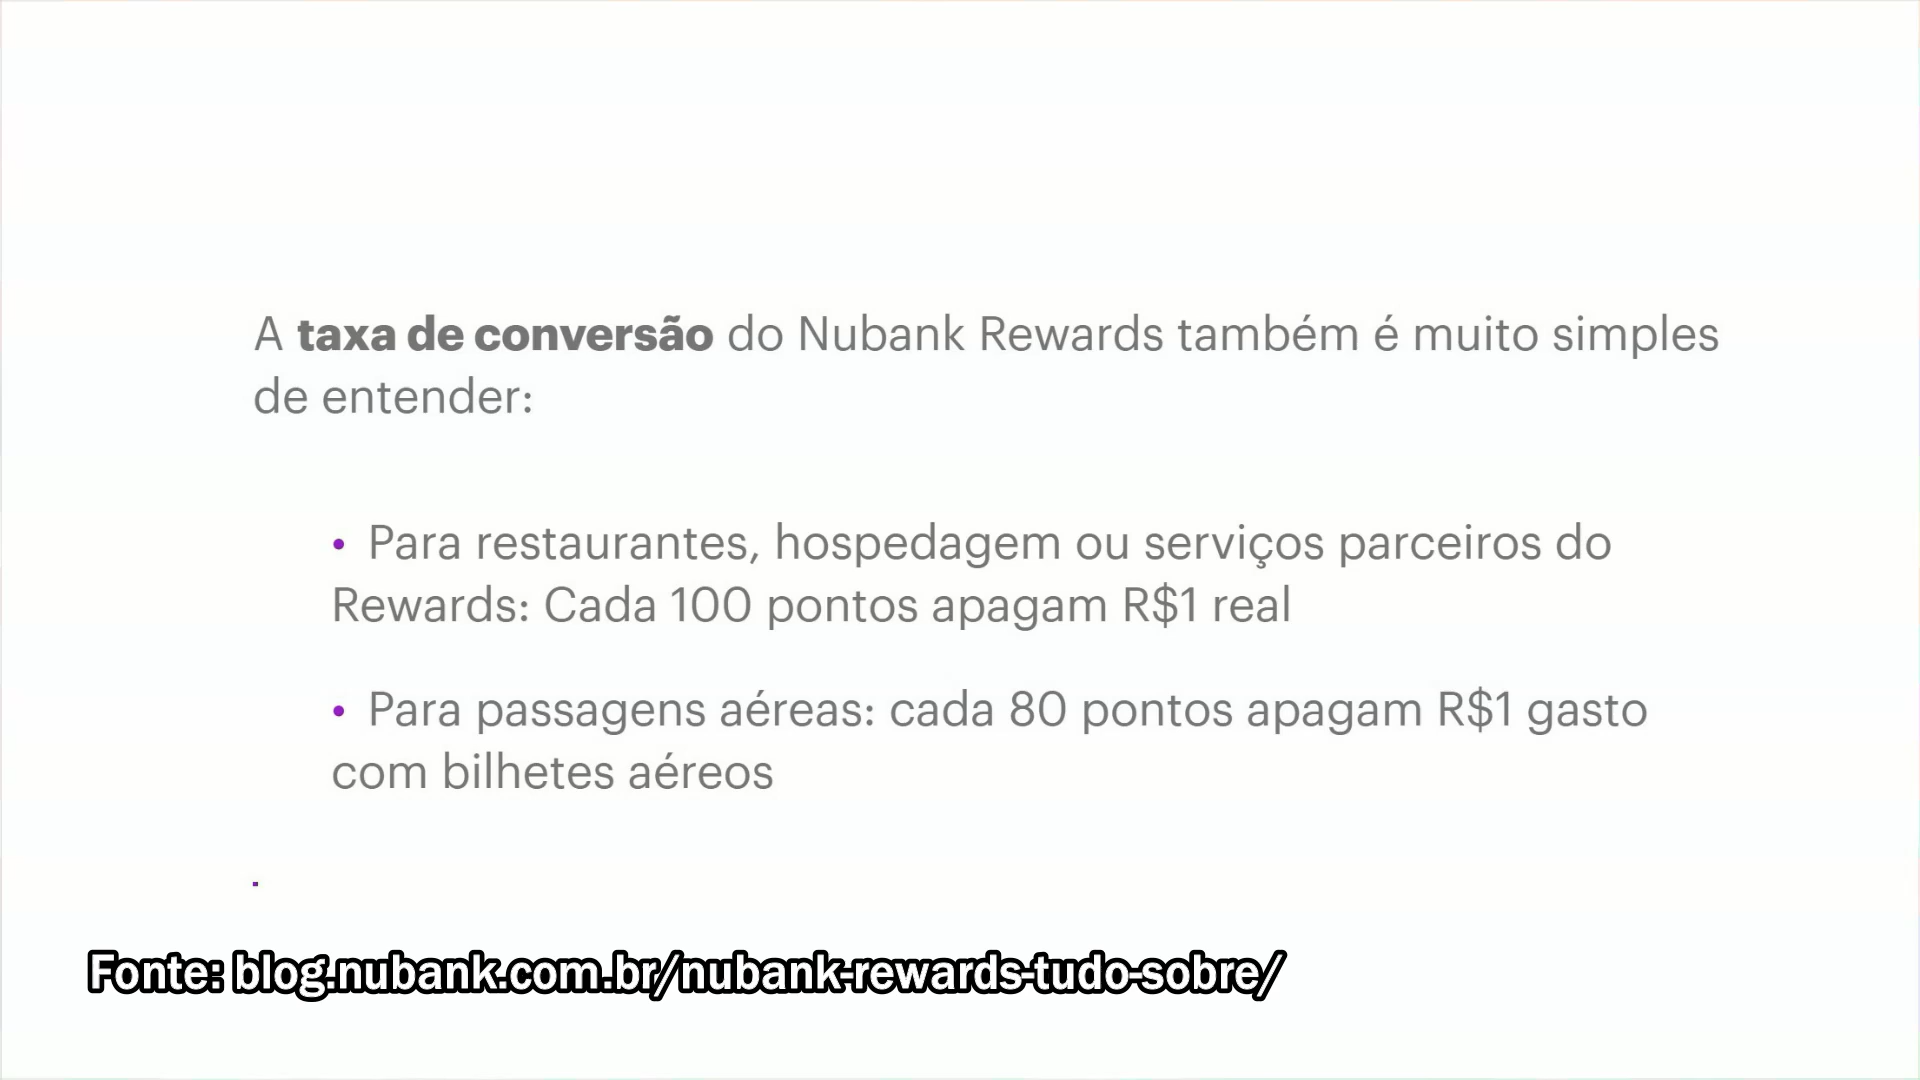 A taxa de conversão do Nubank Rewards também é muito simples
de entender:
• Para restaurantes, hospedagem ou serviços parceiros do
Rewards: Cada 100 pontos apagam R$1 real
• Para passagens aéreas: cada 80 pontos apagam R$1 gasto
com bilhetes aéreos
Fonte: blog.nubank.com.br/nubank-rewards-tudo-sobre/